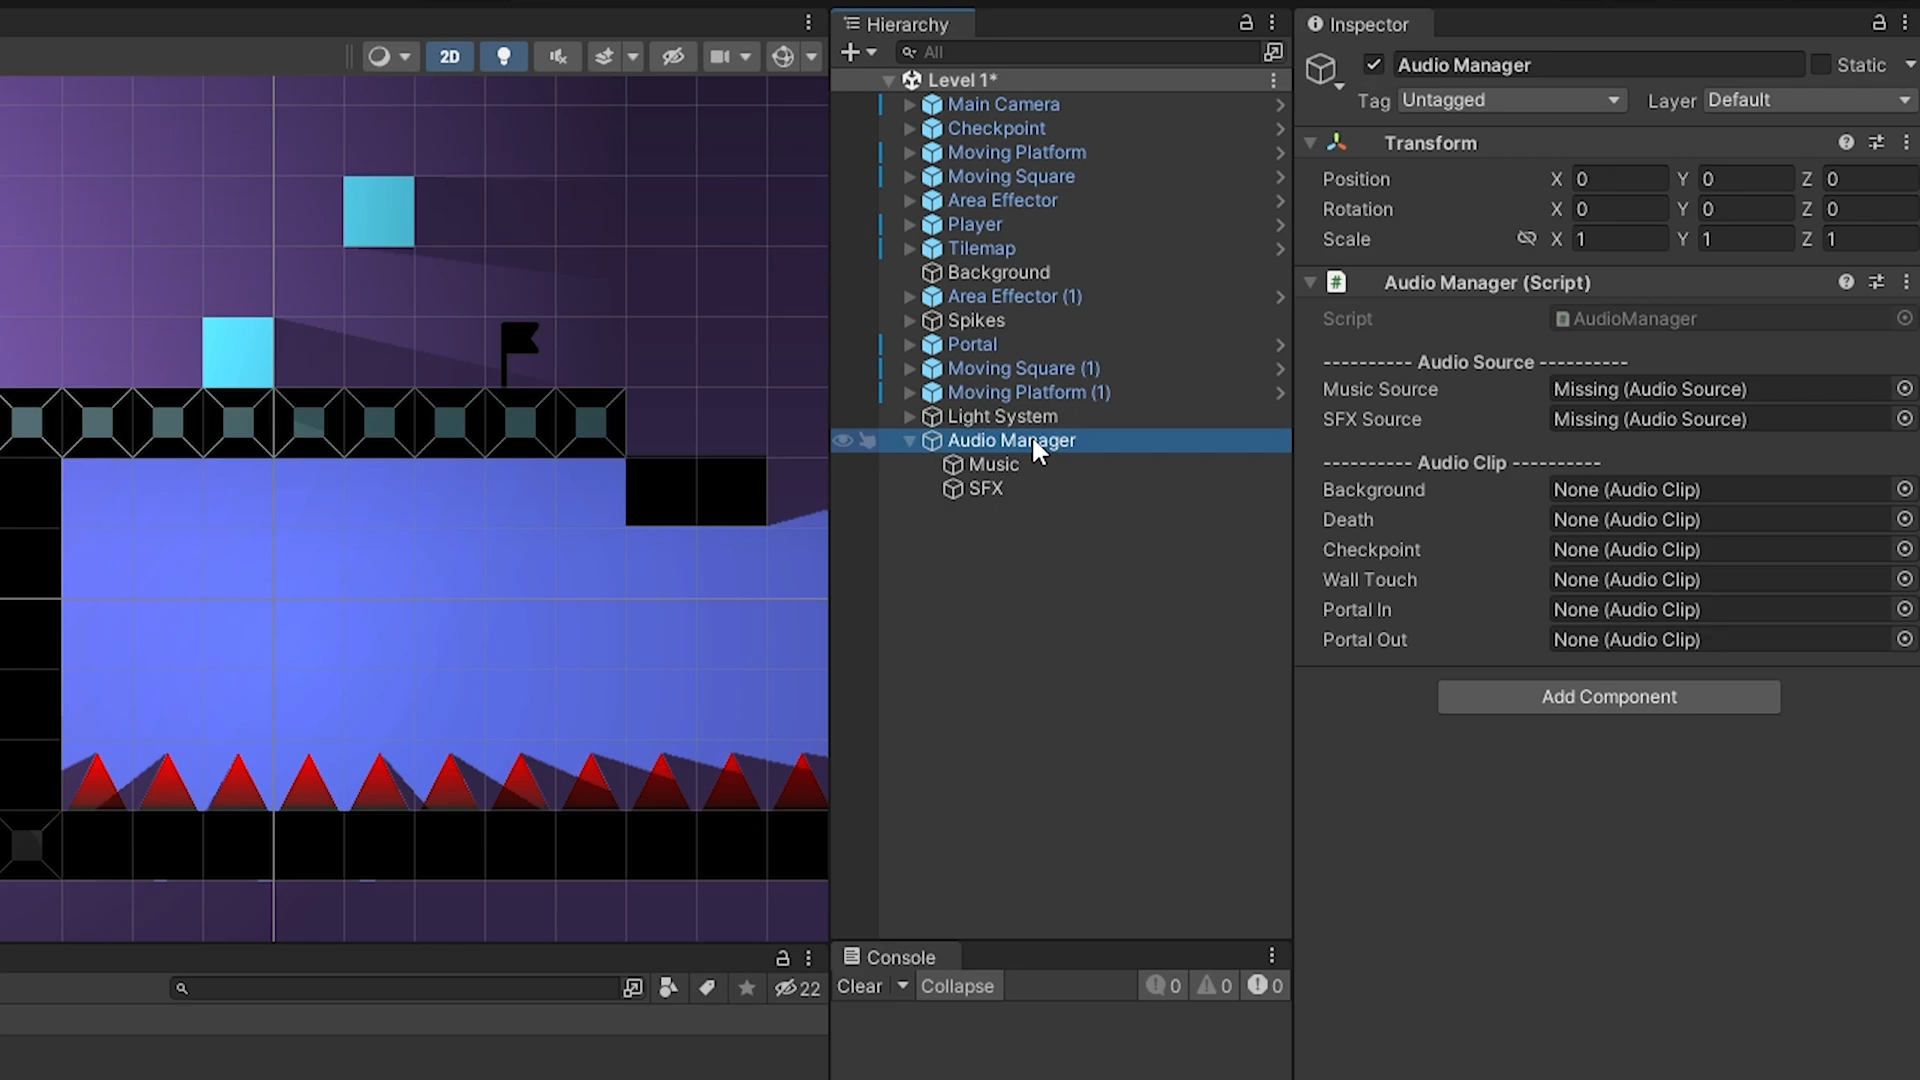 2D
Hierarchy
All
Level 1*
Main Camera
Checkpoint
Moving Platform
Moving Square
Area Effector
Player
Tilemap
Background
Area Effector (1)
Spikes
Portal
Moving Square (1)
Moving Platform (1)
Light System
Audio Manager
Music
SFX
22
Console
Clear
Collapse
0
0
0
Inspector
Audio Manager
Static
Tag Untagged
Layer Default
Transform
Position X 0 Y 0 Z 0
Rotation X 0 Y 0 Z 0
Scale X 1 Y 1 Z 1
# Audio Manager (Script)
Script AudioManager
---------- Audio Source ----------
Music Source Missing (Audio Source)
SFX Source Missing (Audio Source)
---------- Audio Clip ----------
Background None (Audio Clip)
Death None (Audio Clip)
Checkpoint None (Audio Clip)
Wall Touch None (Audio Clip)
Portal In None (Audio Clip)
Portal Out None (Audio Clip)
Add Component